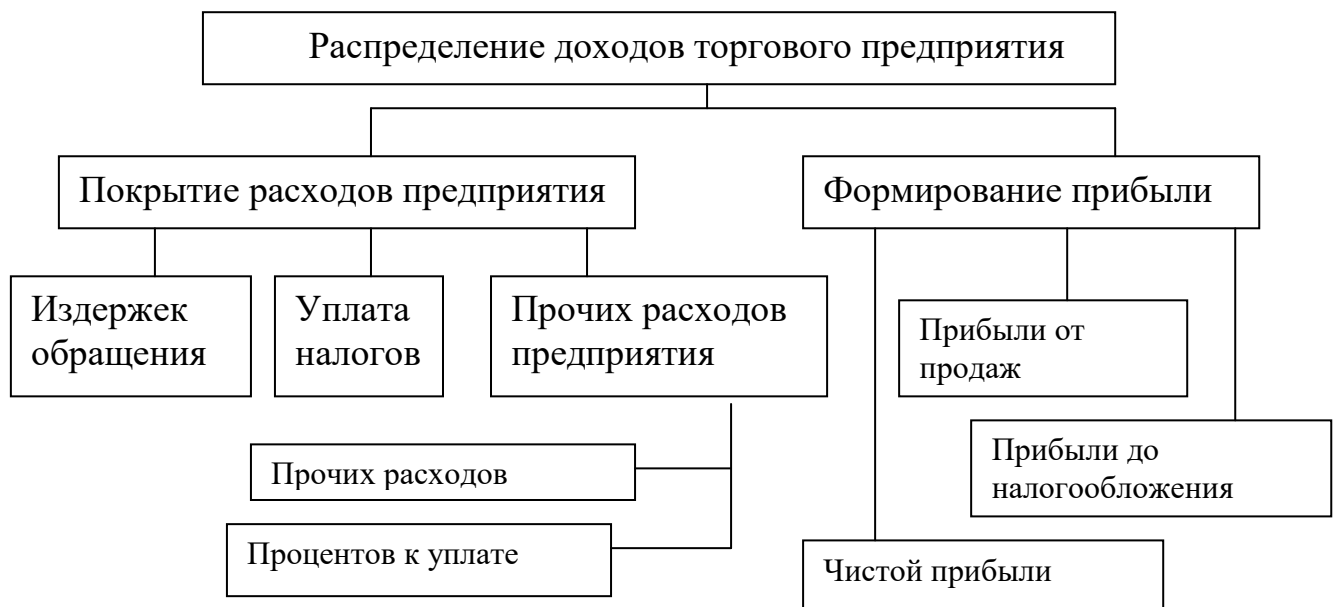 Распределение доходов торгового предприятия
Покрытие расходов предприятия
Формирование прибыли
Издержек
обращения
Уплата
налогов
Прочих расходов
предприятия
Прибыли от
продаж
Прочих расходов
Прибыли до
налогообложения
Процентов к уплате
Чистой прибыли